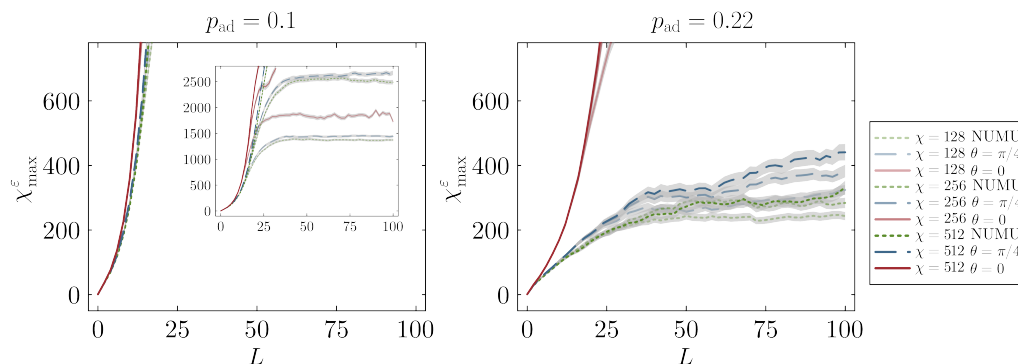 p_ad = 0.1
p_ad = 0.22
χ^ε_max
600
400
200
0
2500
2000
1500
1000
500
0
0 25 50 75 100
0 25 50 75 100
L
χ^ε_max
600
400
200
0
0 25 50 75 100
L
χ = 128 NUMU
χ = 128 θ = π/4
χ = 128 θ = 0
χ = 256 NUMU
χ = 256 θ = π/4
χ = 256 θ = 0
χ = 512 NUMU
χ = 512 θ = π/4
χ = 512 θ = 0